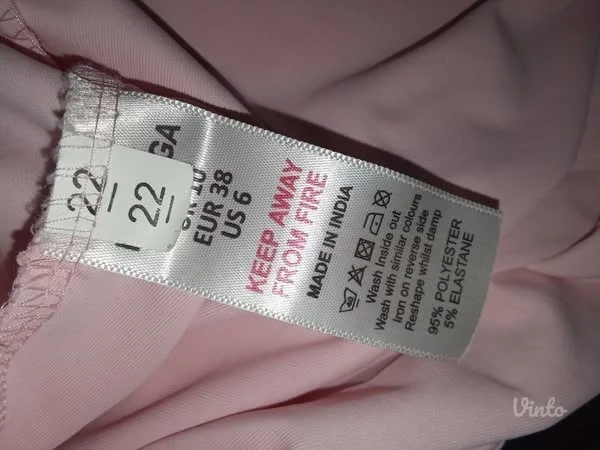 22
22
GA
EUR 38
US 6
KEEP AWAY
FROM FIRE
MADE IN INDIA
40
Wash Inside out
Wash with similar colours
Iron on reverse side
Reshape whilst damp
95% POLYESTER
5% ELASTANE
Vinto